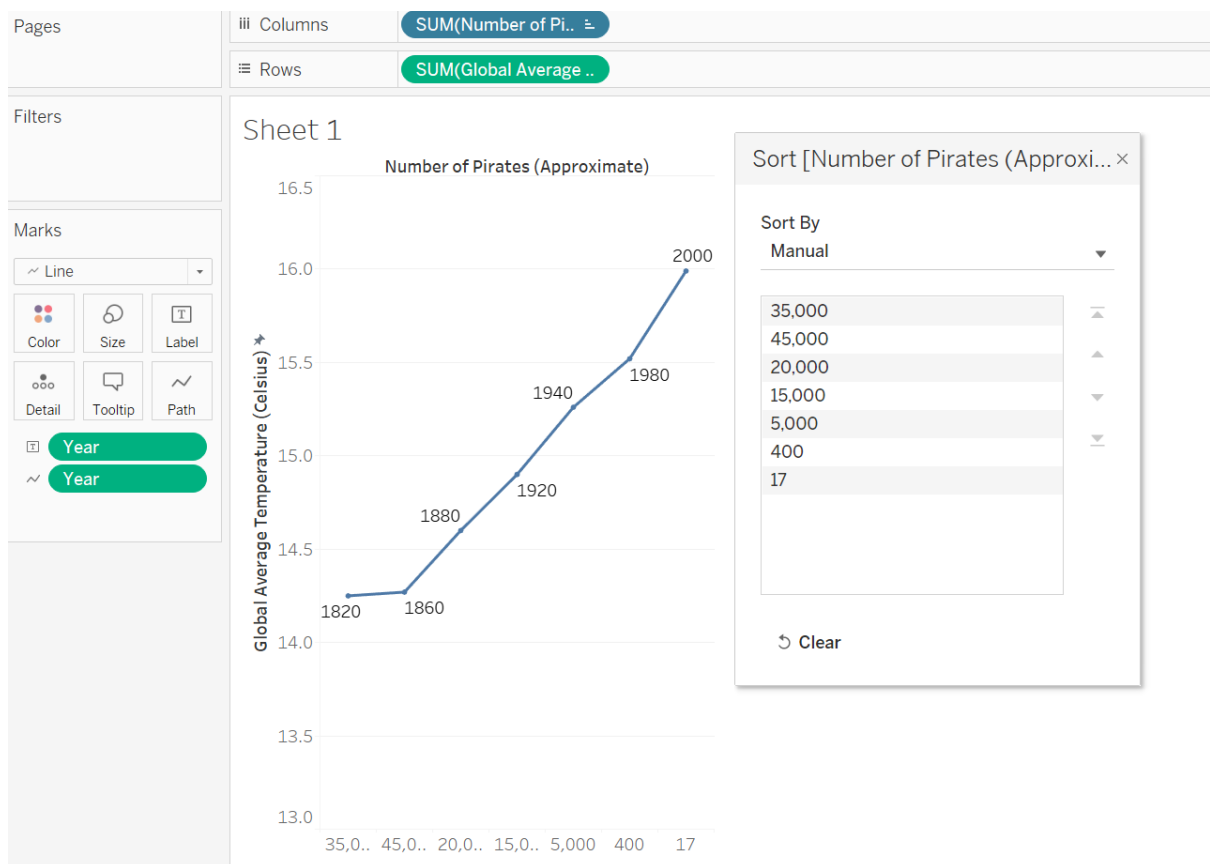 Pages
iii Columns
SUM(Number of Pi..
Rows
SUM(Global Average ..
Filters
Marks
Line
Color
Size
T
Label
Detail
Tooltip
Path
T
Year
Year
Sheet 1
Number of Pirates (Approximate)
Global Average Temperature (Celsius)
16.5
16.0
15.5
15.0
14.5
14.0
13.5
13.0
1820
1860
1880
1920
1940
1980
2000
35,0..
45,0..
20,0..
15,0..
5,000
400
17
Sort [Number of Pirates (Approxi...
×
Sort By
Manual
35,000
45,000
20,000
15,000
5,000
400
17
Clear